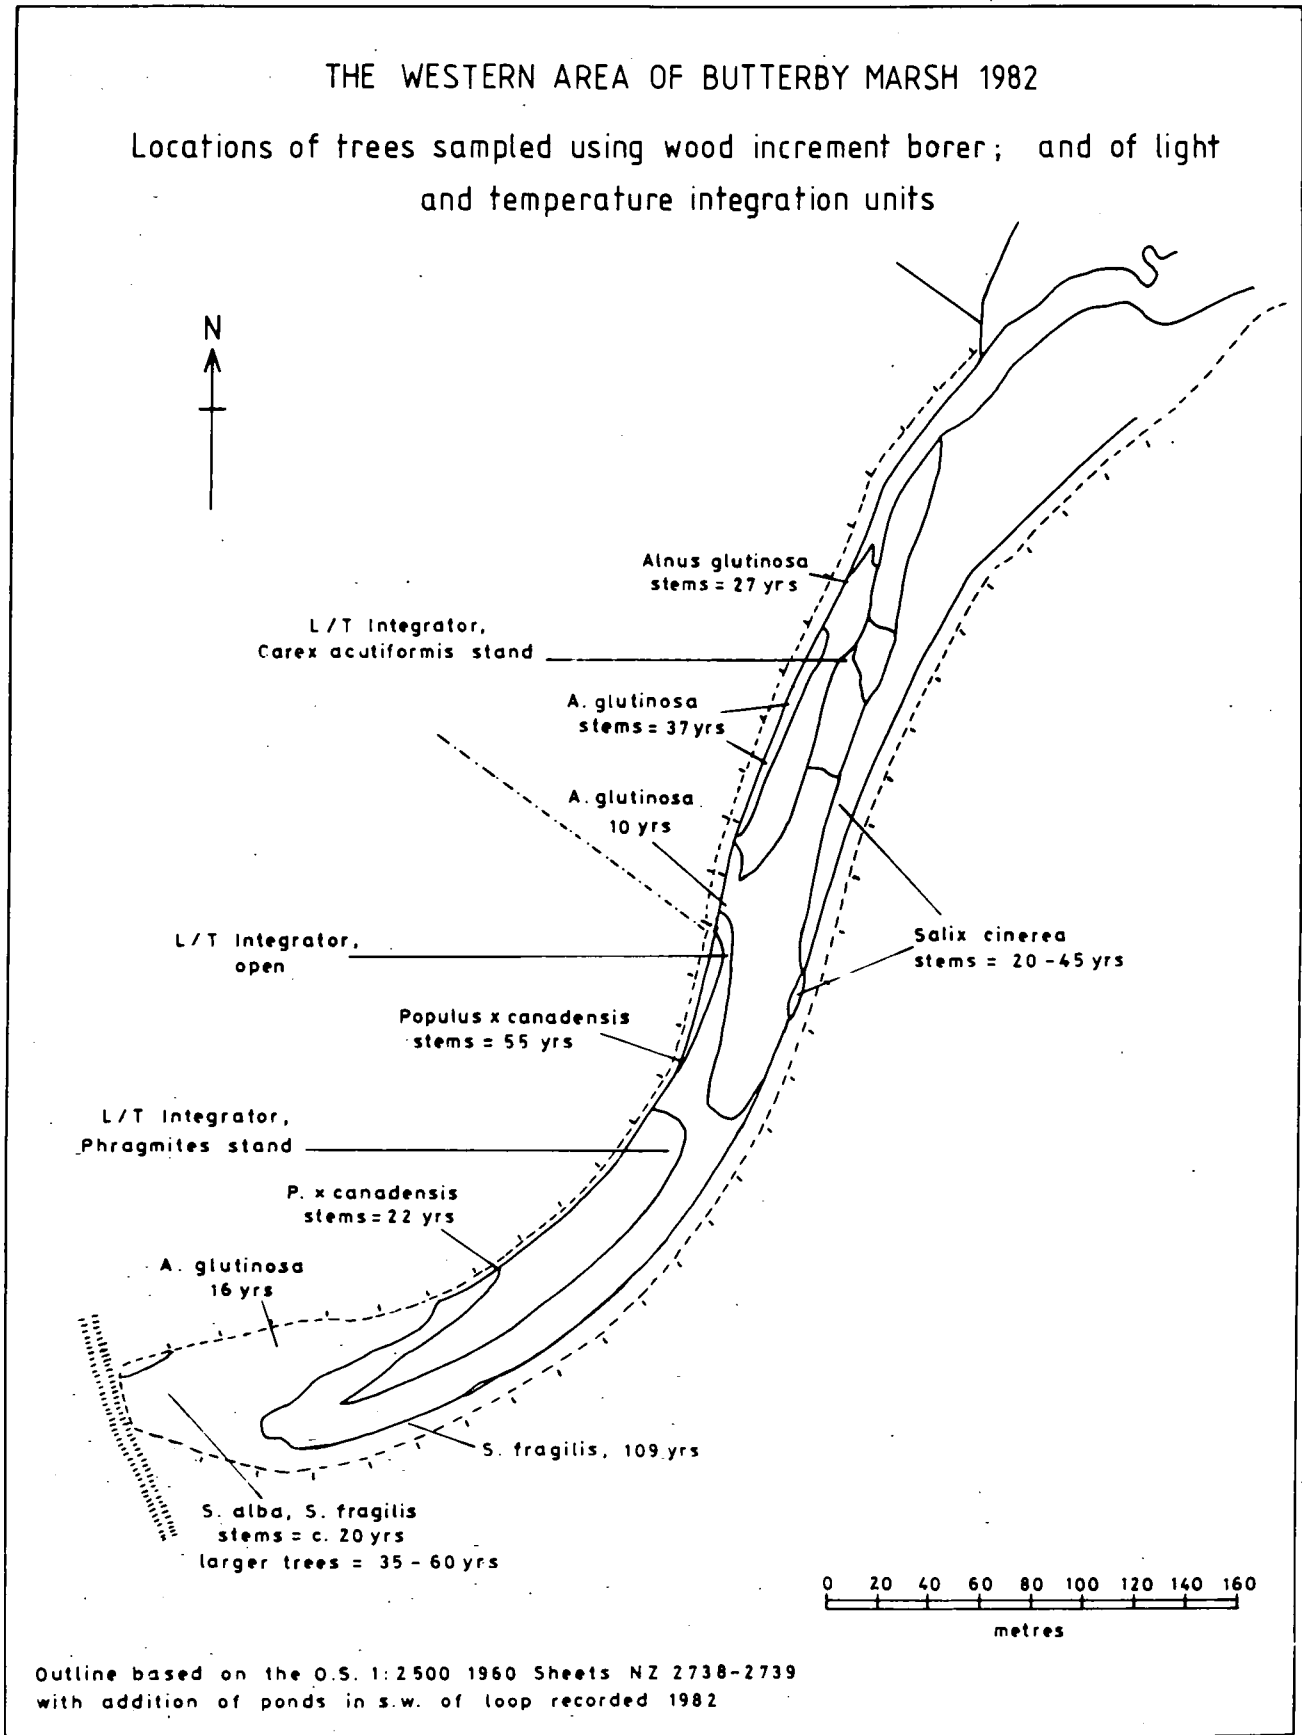 THE WESTERN AREA OF BUTTERBY MARSH 1982
Locations of trees sampled using wood increment borer; and of light
and temperature integration units
N
Alnus glutinosa
stems = 27 yrs
L/T Integrator,
Carex acutiformis stand
A. glutinosa
stems = 37 yrs
A. glutinosa
10 yrs
L/T Integrator,
open
Salix cinerea
stems = 20-45 yrs
Populus x canadensis
stems = 55 yrs
L/T Integrator,
Phragmites stand
P. x canadensis
stems = 22 yrs
A. glutinosa
16 yrs
S. fragilis, 109 yrs
S. alba, S. fragilis
stems = c. 20 yrs
larger trees = 35-60 yrs
0 20 40 60 80 100 120 140 160
metres
Outline based on the O.S. 1:2500 1960 Sheets NZ 2738-2739
with addition of ponds in s.w. of loop recorded 1982